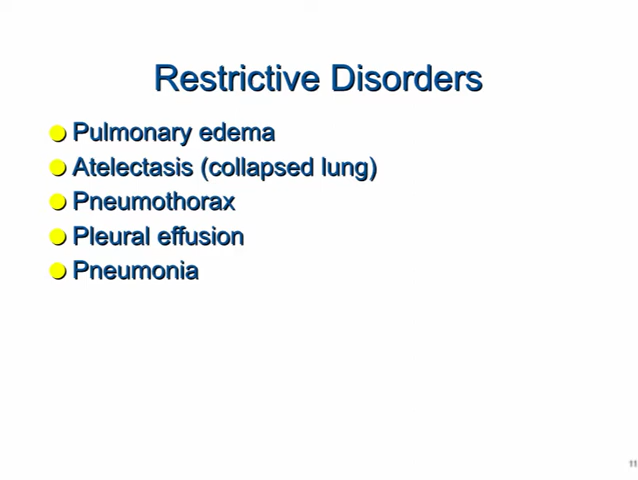 Restrictive Disorders
Pulmonary edema
Atelectasis (collapsed lung)
Pneumothorax
Pleural effusion
Pneumonia
11